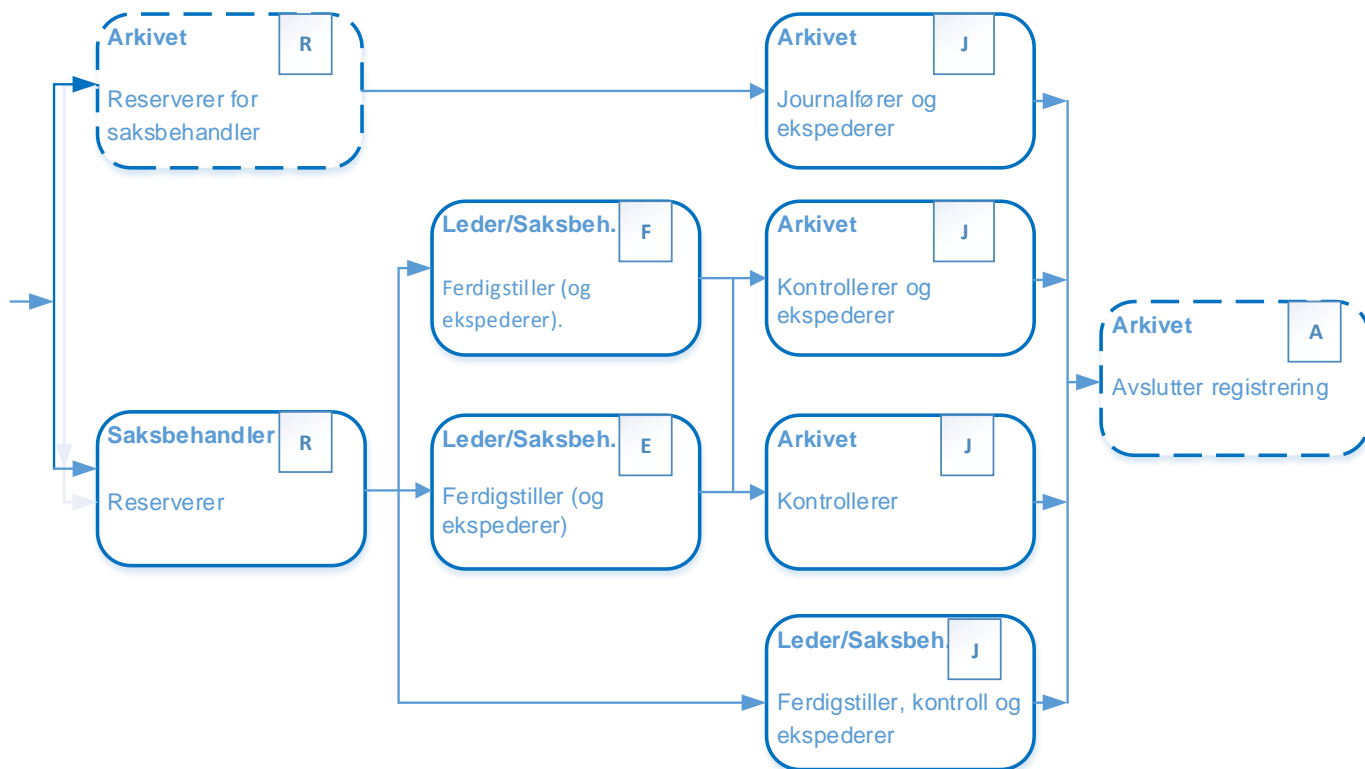 Arkivet
R
Reserverer for
saksbehandler
Arkivet
J
Journalfører og
ekspederer
Leder/Saksbeh.
F
Ferdigstiller (og
ekspederer).
Arkivet
J
Kontrollerer og
ekspederer
Arkivet
A
Avslutter registrering
Saksbehandler
R
Reserverer
Leder/Saksbeh.
E
Ferdigstiller (og
ekspederer)
Arkivet
J
Kontrollerer
Leder/Saksbeh.
J
Ferdigstiller, kontroll og
ekspederer